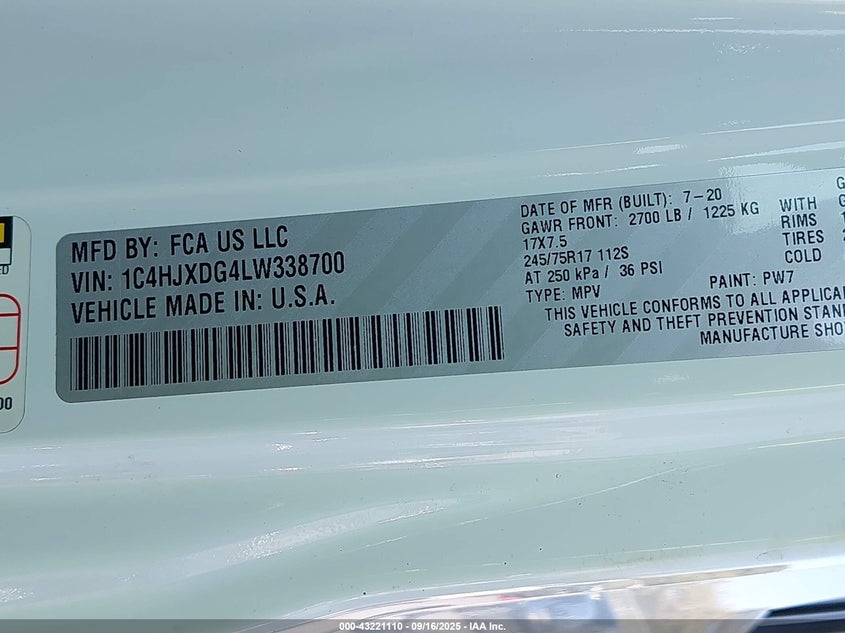 MFD BY: FCA US LLC
VIN: 1C4HJXDG4LW338700
VEHICLE MADE IN: U.S.A.
DATE OF MFR (BUILT): 7-20
GAWR FRONT: 2700 LB / 1225 KG
17X7.5
245/75R17 112S
AT 250 kPa / 36 PSI
TYPE: MPV
PAINT: PW7
WITH
RIMS
TIRES
COLD
THIS VEHICLE CONFORMS TO ALL
SAFETY AND THEFT PREVENTION
MANUFACTURE
000-43221110 - 09/16/2025 - IAA Inc.